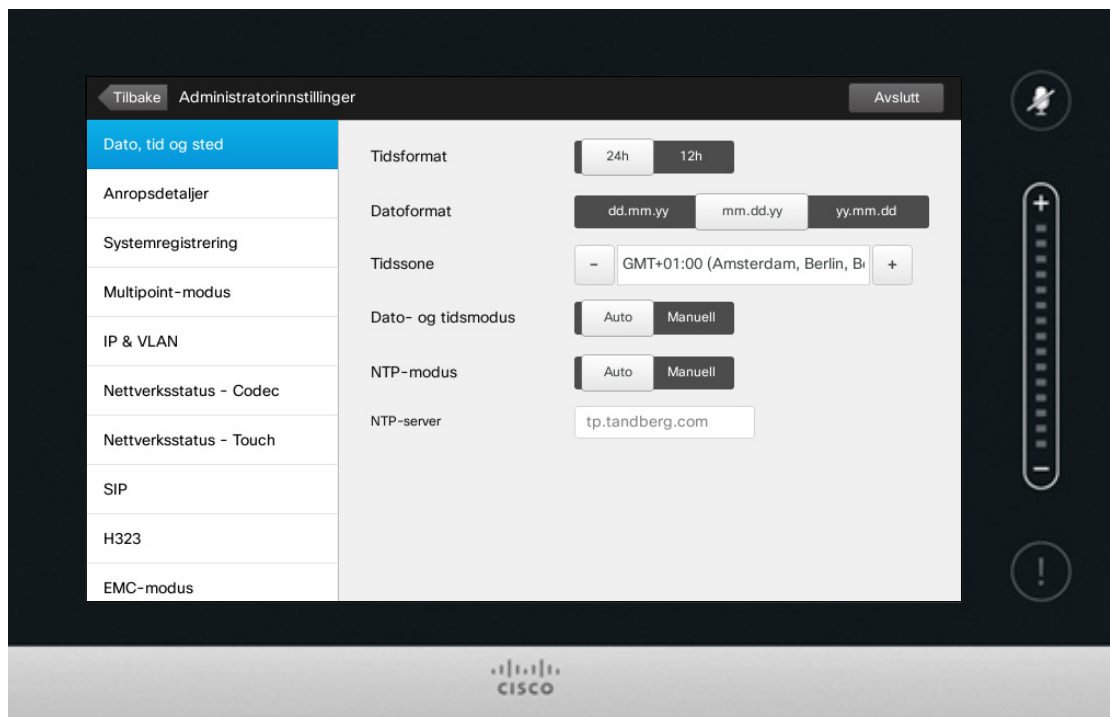 Tilbake Administratorinnstillinger Avslutt
Dato, tid og sted
Anropsdetaljer
Systemregistrering
Multipoint-modus
IP & VLAN
Nettverksstatus - Codec
Nettverksstatus - Touch
SIP
H323
EMC-modus
Tidsformat 24h 12h
Datoformat dd.mm.yy mm.dd.yy yy.mm.dd
Tidssone - GMT+01:00 (Amsterdam, Berlin, +
Dato- og tidsmodus Auto Manuell
NTP-modus Auto Manuell
NTP-server tp.tandberg.com
+
-
!
CISCO